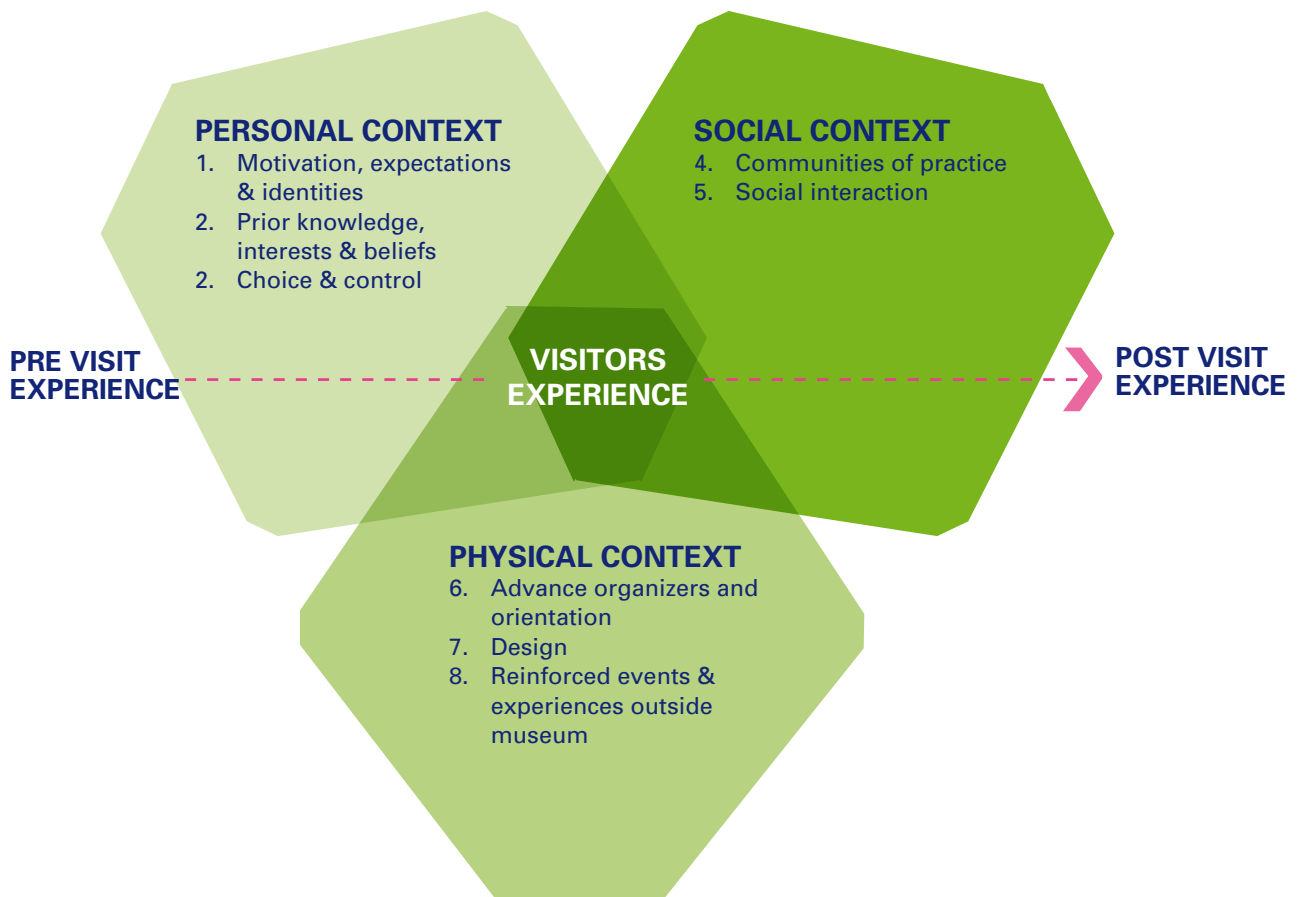 PERSONAL CONTEXT
1. Motivation, expectations
& identities
2. Prior knowledge,
interests & beliefs
2. Choice & control
SOCIAL CONTEXT
4. Communities of practice
5. Social interaction
PRE VISIT
EXPERIENCE
VISITORS
EXPERIENCE
POST VISIT
EXPERIENCE
PHYSICAL CONTEXT
6. Advance organizers and
orientation
7. Design
8. Reinforced events &
experiences outside
museum